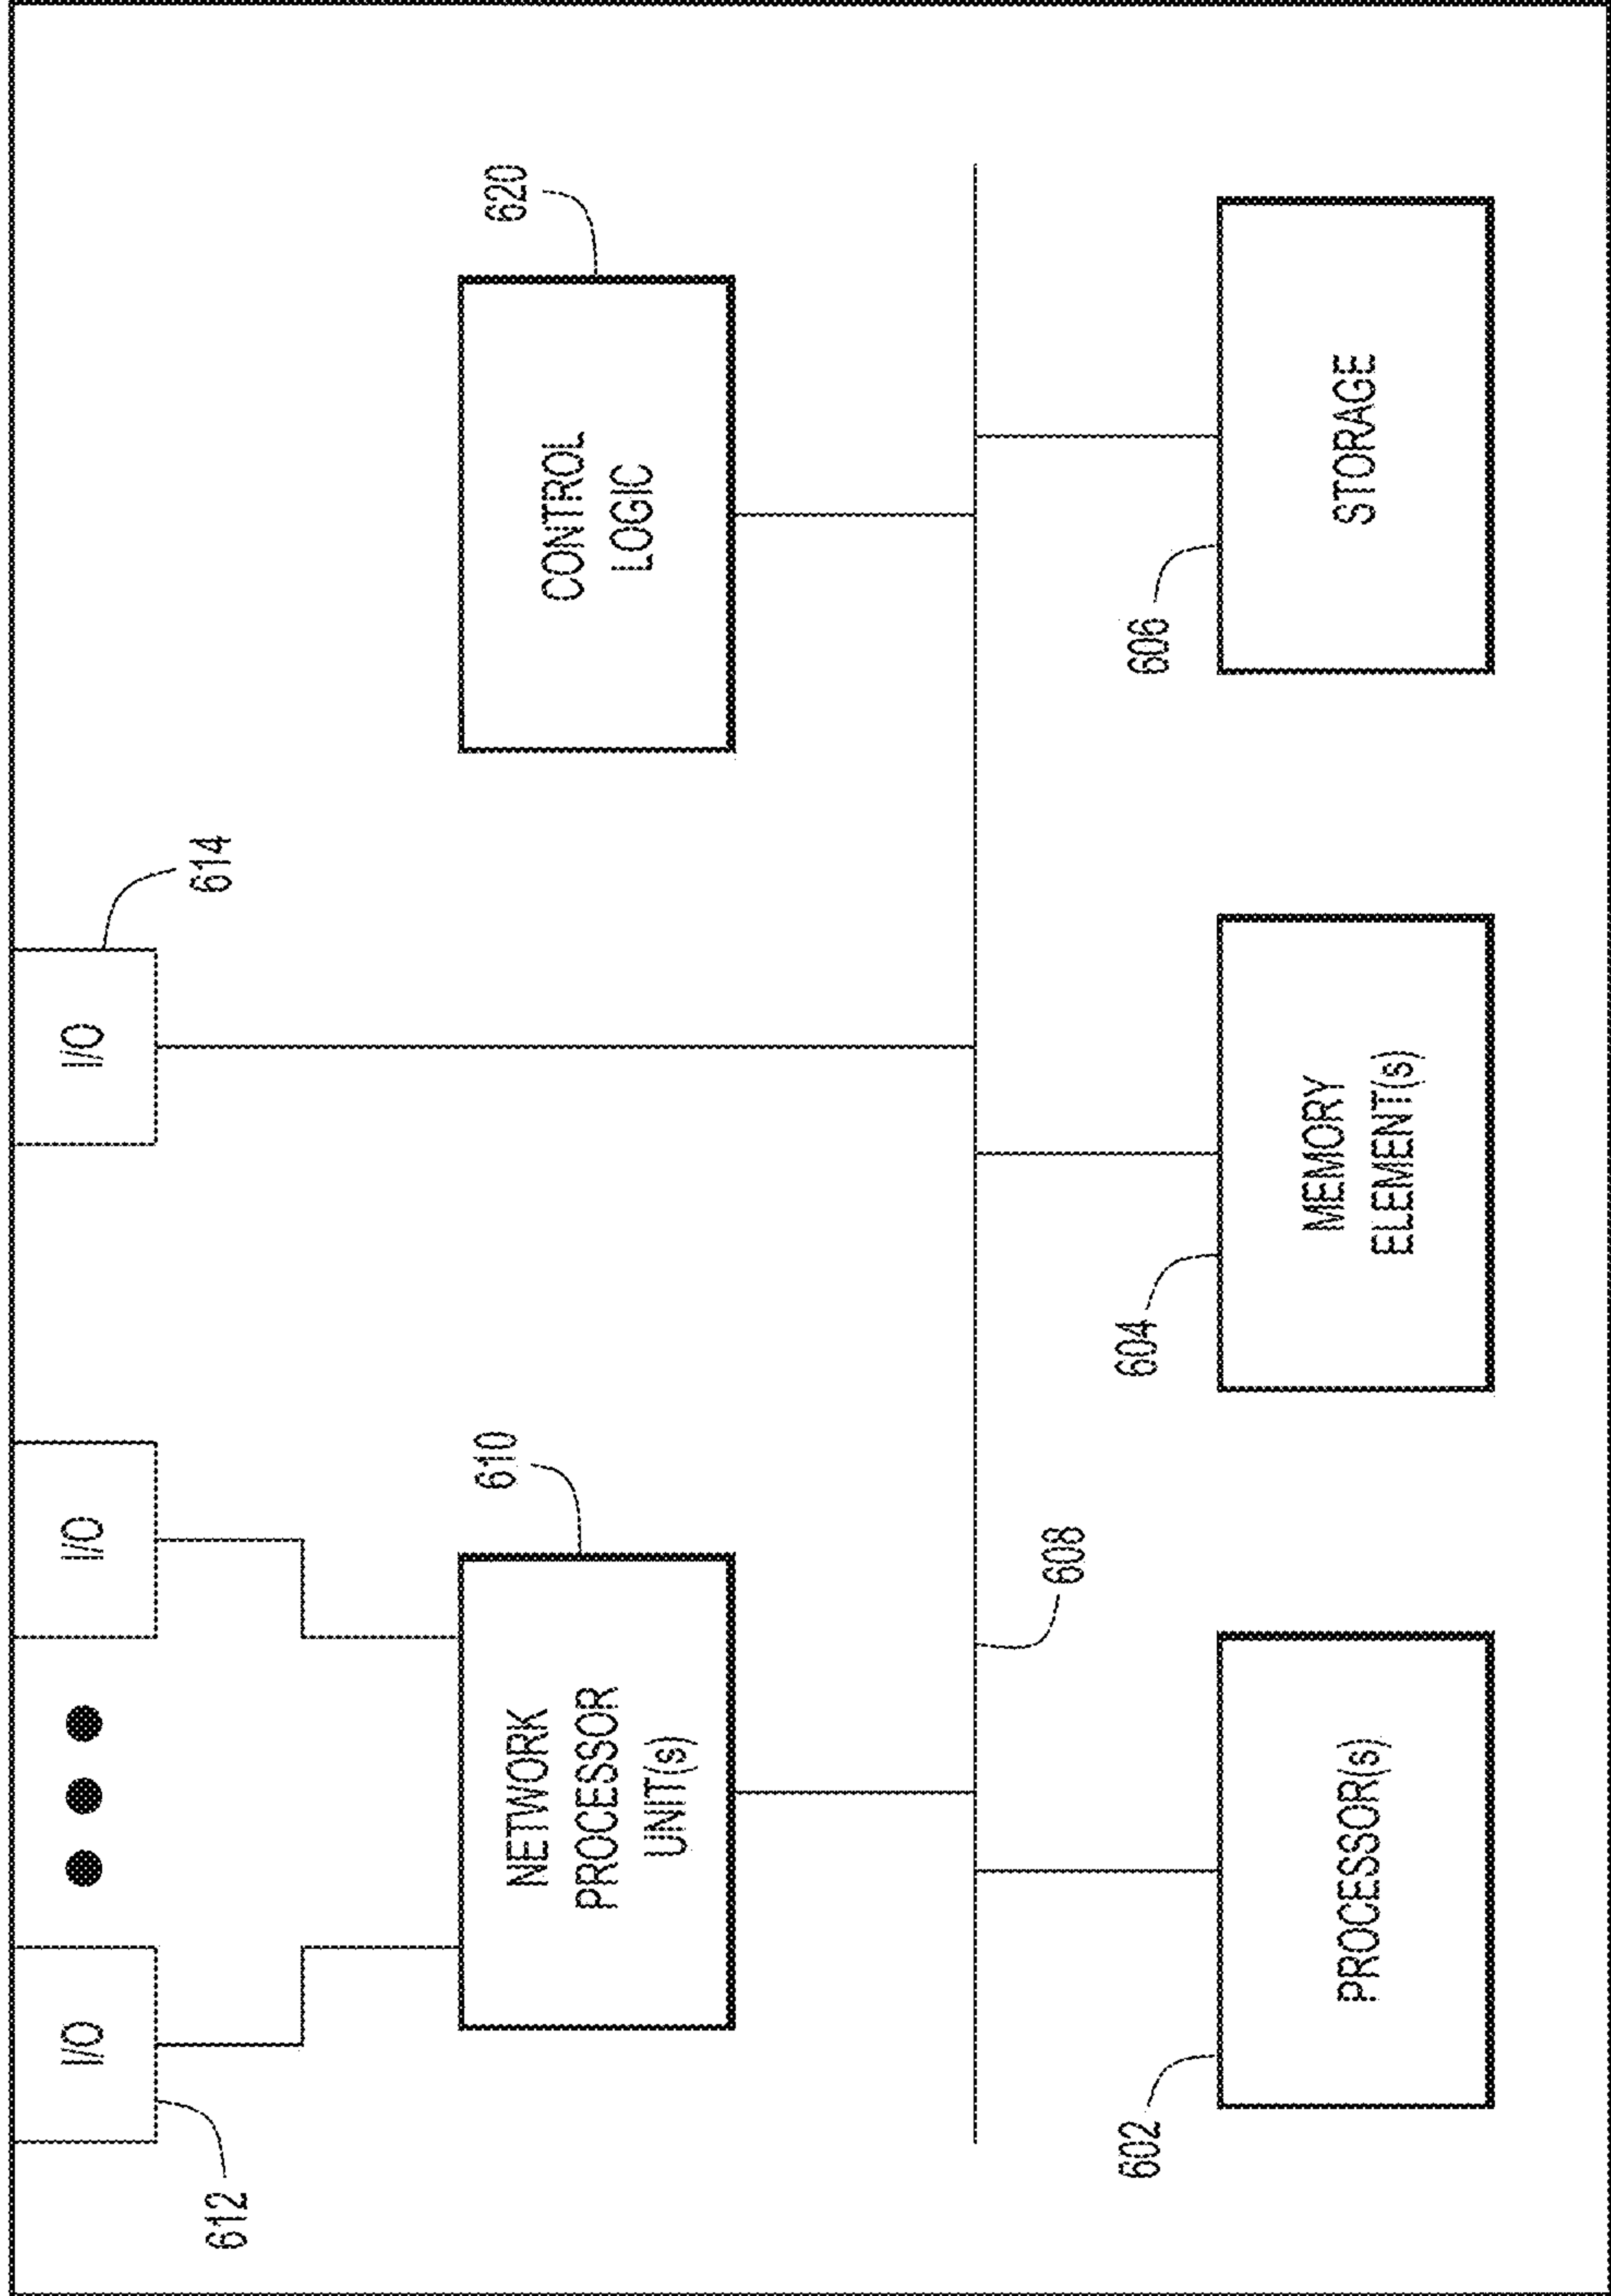 I/O
I/O
I/O
612
614
620
610
NETWORK
PROCESSOR
UNIT(s)
CONTROL
LOGIC
608
602
604
606
PROCESSOR(s)
MEMORY
ELEMENT(s)
STORAGE